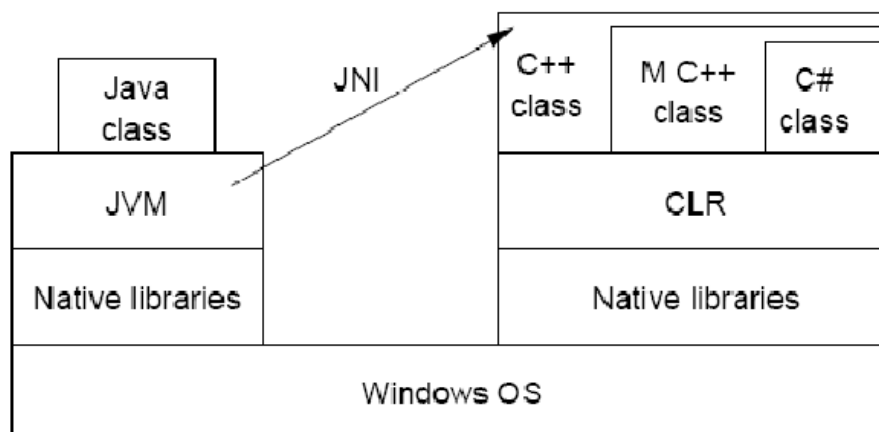 Java
class
JNI
C++
class
M C++
class
C#
class
JVM
CLR
Native libraries
Native libraries
Windows OS